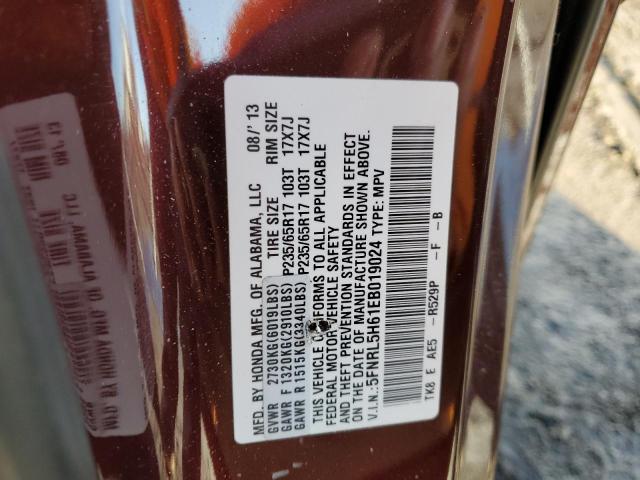 MFD. BY HONDA MFG. OF ALABAMA, LLC 08/'13
GVWR 2730KG(6019LBS) TIRE SIZE RIM SIZE
GAWR F 1320KG(2910LBS) P235/65R17 103T 17X7J
GAWR R 1515KG(3340LBS) P235/65R17 103T 17X7J
THIS VEHICLE CONFORMS TO ALL APPLICABLE
FEDERAL MOTOR VEHICLE SAFETY
AND THEFT PREVENTION STANDARDS IN EFFECT
ON THE DATE OF MANUFACTURE SHOWN ABOVE.
V.I.N.:5FNRL5H61EB019024 TYPE: MPV
TK8 E AE5 -R529P -F -B